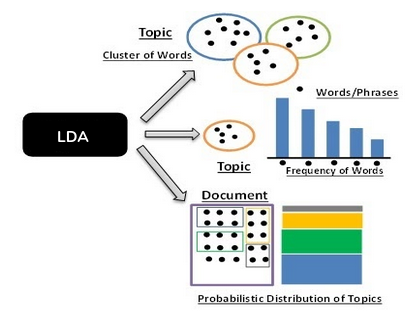 Topic
Cluster of Words
LDA
Words/Phrases
Topic
Frequency of Words
Document
Probabilistic Distribution of Topics